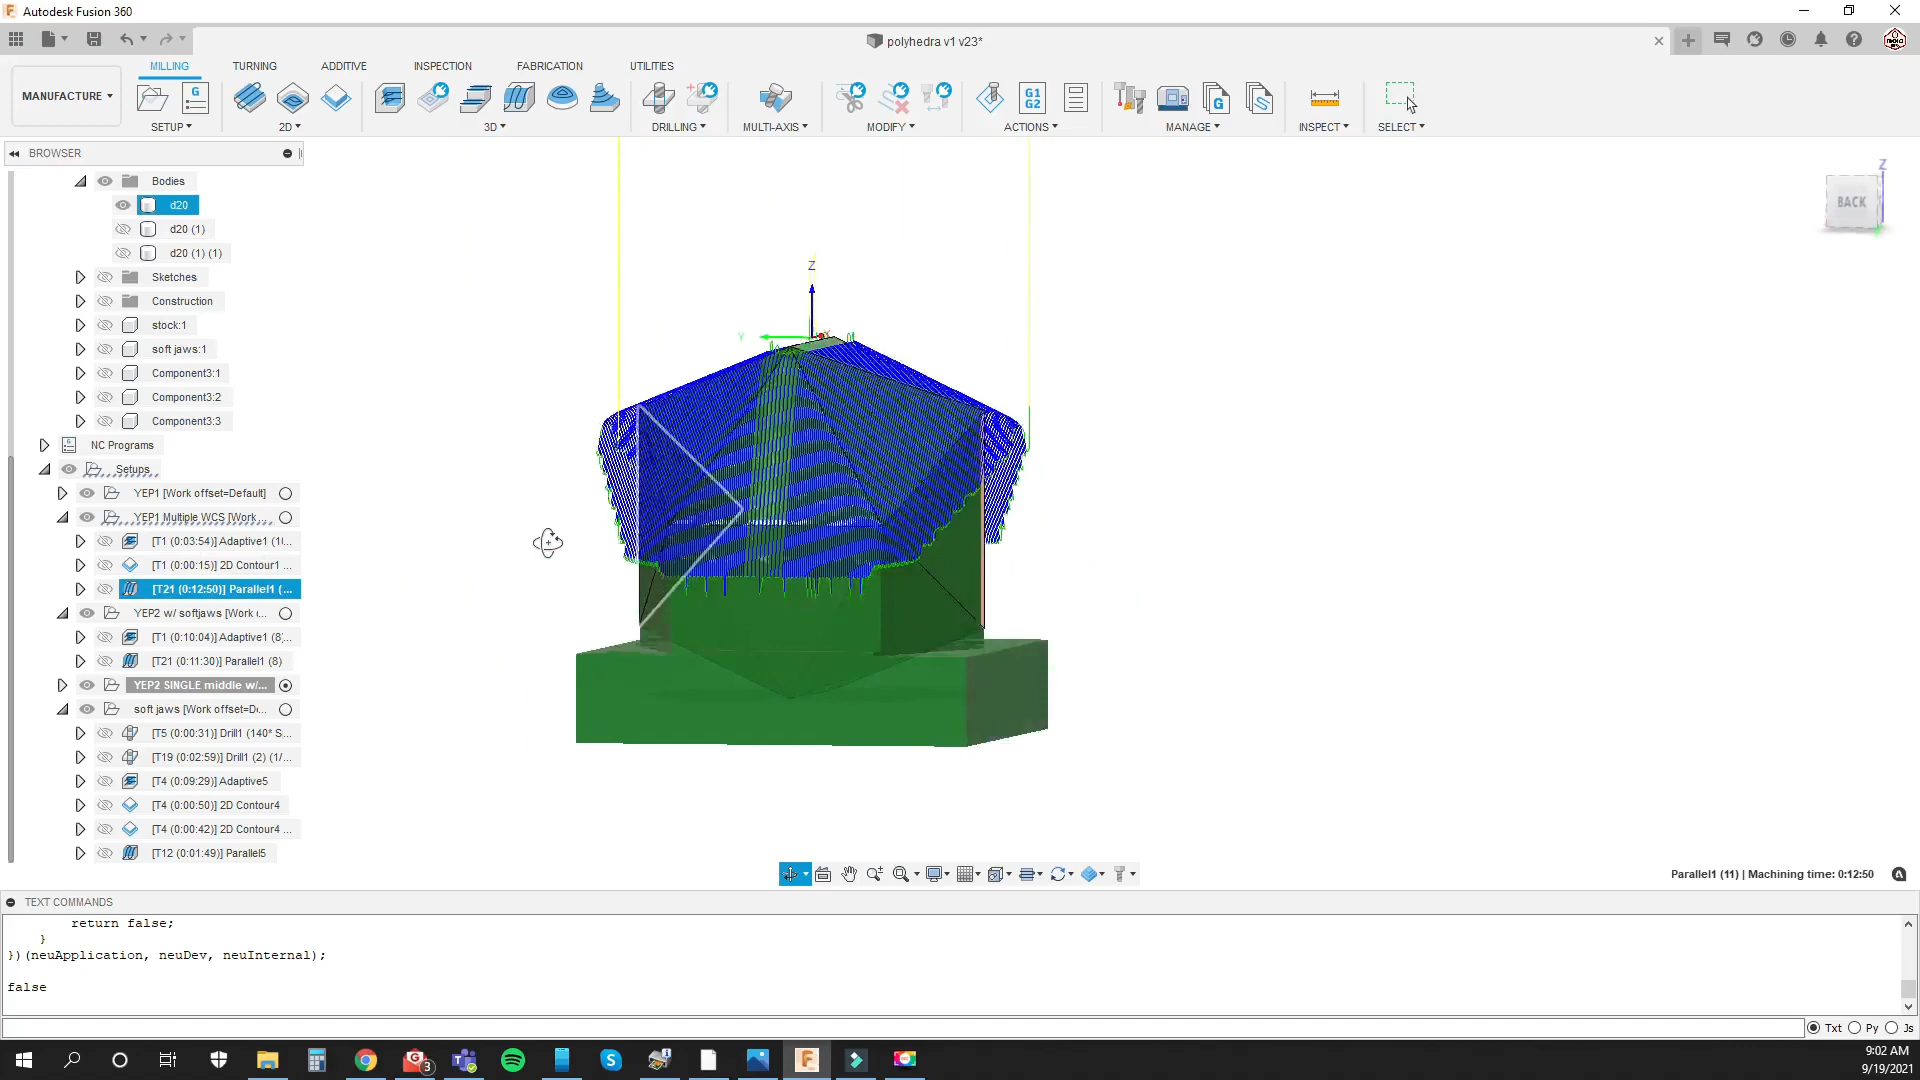 Autodesk Fusion 360
polyhedra v1 v23*
MANUFACTURE
MILLING
TURNING
ADDITIVE
INSPECTION
FABRICATION
UTILITIES
G
G1
G2
G
SETUP
2D
3D
DRILLING
MULTI-AXIS
MODIFY
ACTIONS
MANAGE
INSPECT
SELECT
BROWSER
Bodies
d20
d20 (1)
d20 (1) (1)
Sketches
Construction
stock:1
soft jaws:1
Component3:1
Component3:2
Component3:3
NC Programs
Setups
YEP1 [Work offset=Default]
YEP1 Multiple WCS [Work ...
[T1 (0:03:54)] Adaptive1 (1(...
[T1 (0:00:15)] 2D Contour1 ...
[T21 (0:12:50)] Parallel1 (...
YEP2 w/ softjaws [Work ...
[T1 (0:10:04)] Adaptive1 (8)...
[T21 (0:11:30)] Parallel1 (8)
YEP2 SINGLE middle w/...
soft jaws [Work offset=D...
[T5 (0:00:31)] Drill1 (140* S...
[T19 (0:02:59)] Drill1 (2) (1/...
[T4 (0:09:29)] Adaptive5
[T4 (0:00:50)] 2D Contour4
[T4 (0:00:42)] 2D Contour4 ...
[T12 (0:01:49)] Parallel5
Z
Y
X
Z
BACK
Parallel1 (11) | Machining time: 0:12:50
TEXT COMMANDS
return false;
}
})(neuApplication, neuDev, neuInternal);
false
Txt
Py
Js
3
9:02 AM
9/19/2021